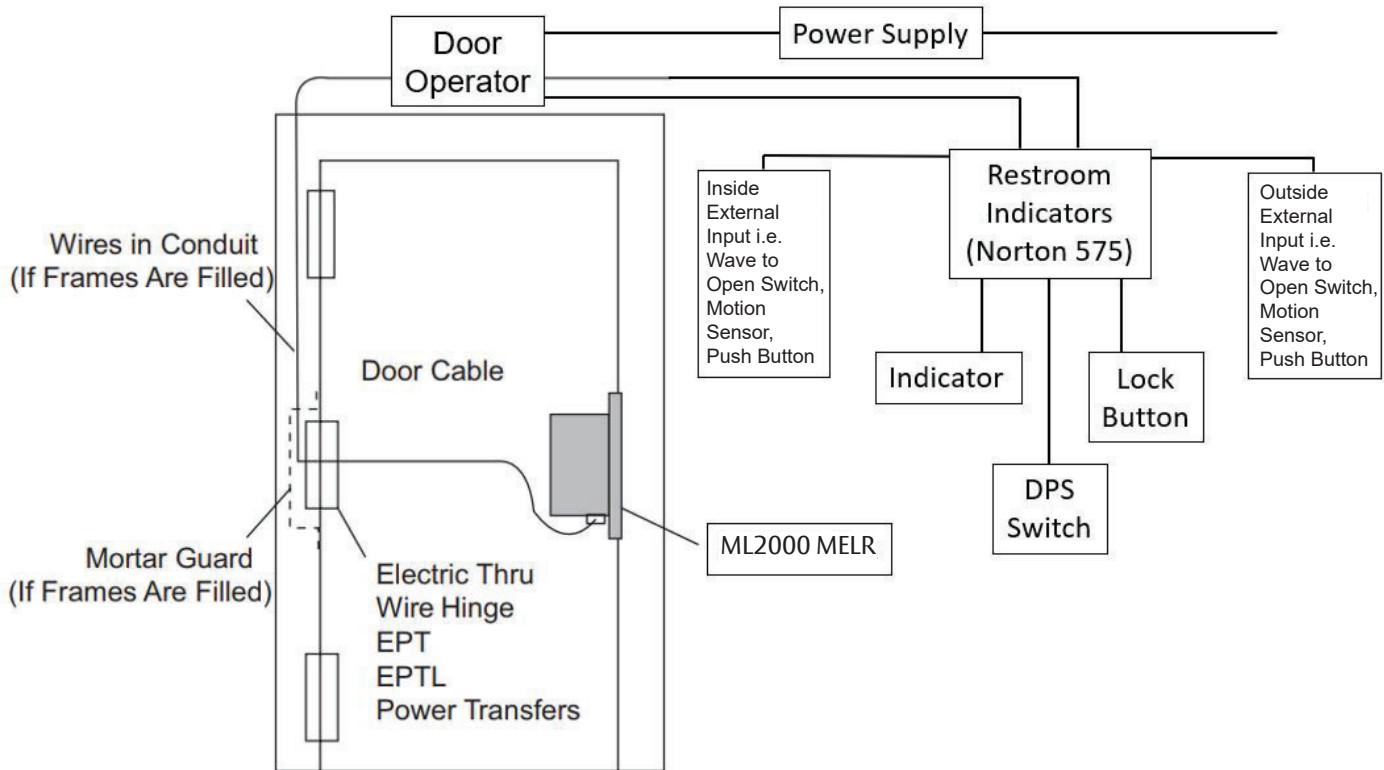 Door
Operator
Power Supply
Inside
External
Input i.e.
Wave to
Open Switch,
Motion
Sensor,
Push Button
Restroom
Indicators
(Norton 575)
Outside
External
Input i.e.
Wave to
Open Switch,
Motion
Sensor,
Push Button
Wires in Conduit
(If Frames Are Filled)
Door Cable
Indicator
Lock
Button
DPS
Switch
ML2000 MELR
Mortar Guard
(If Frames Are Filled)
Electric Thru
Wire Hinge
EPT
EPTL
Power Transfers